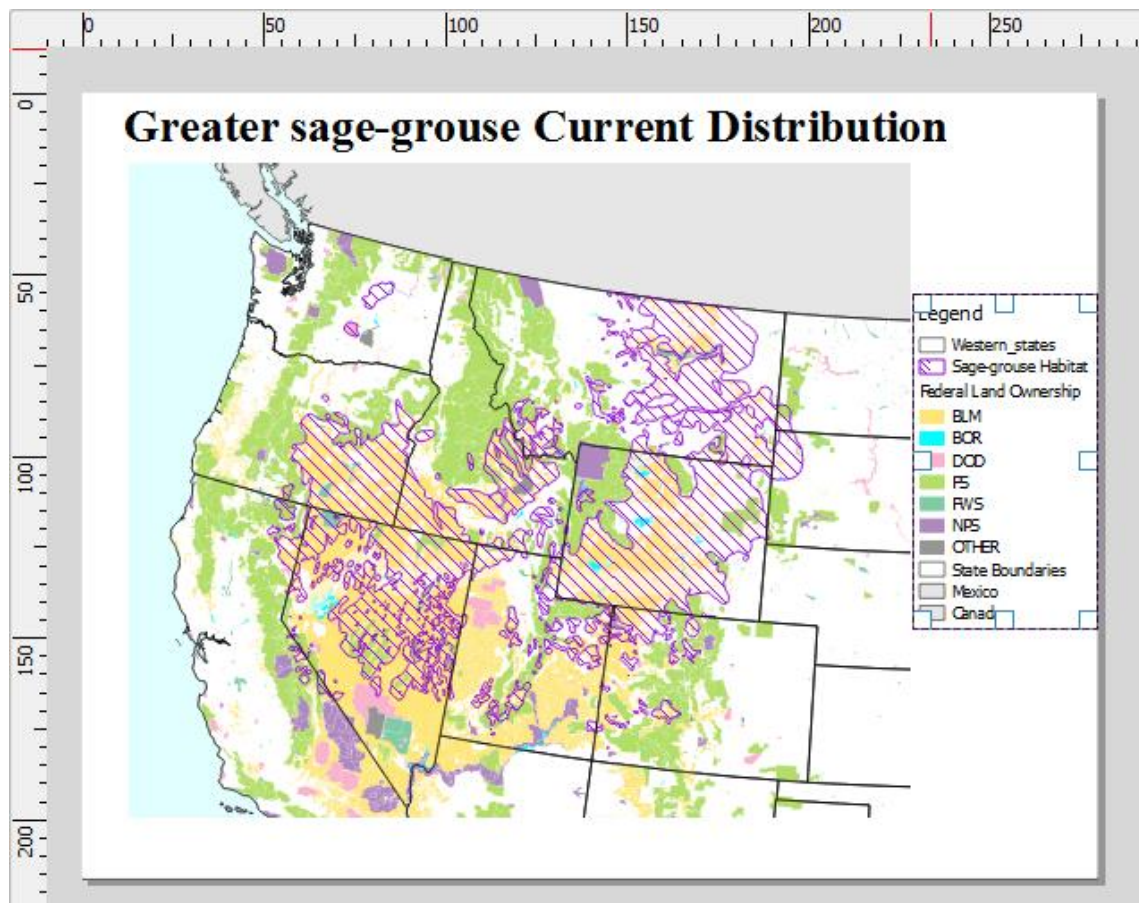 0 50 100 150 200 250
0
50
100
150
200
Greater sage-grouse Current Distribution
Legend
Western_states
Sage-grouse Habitat
Federal Land Ownership
BLM
BOR
DOD
FS
FWS
NPS
OTHER
State Boundaries
Mexico
Canad